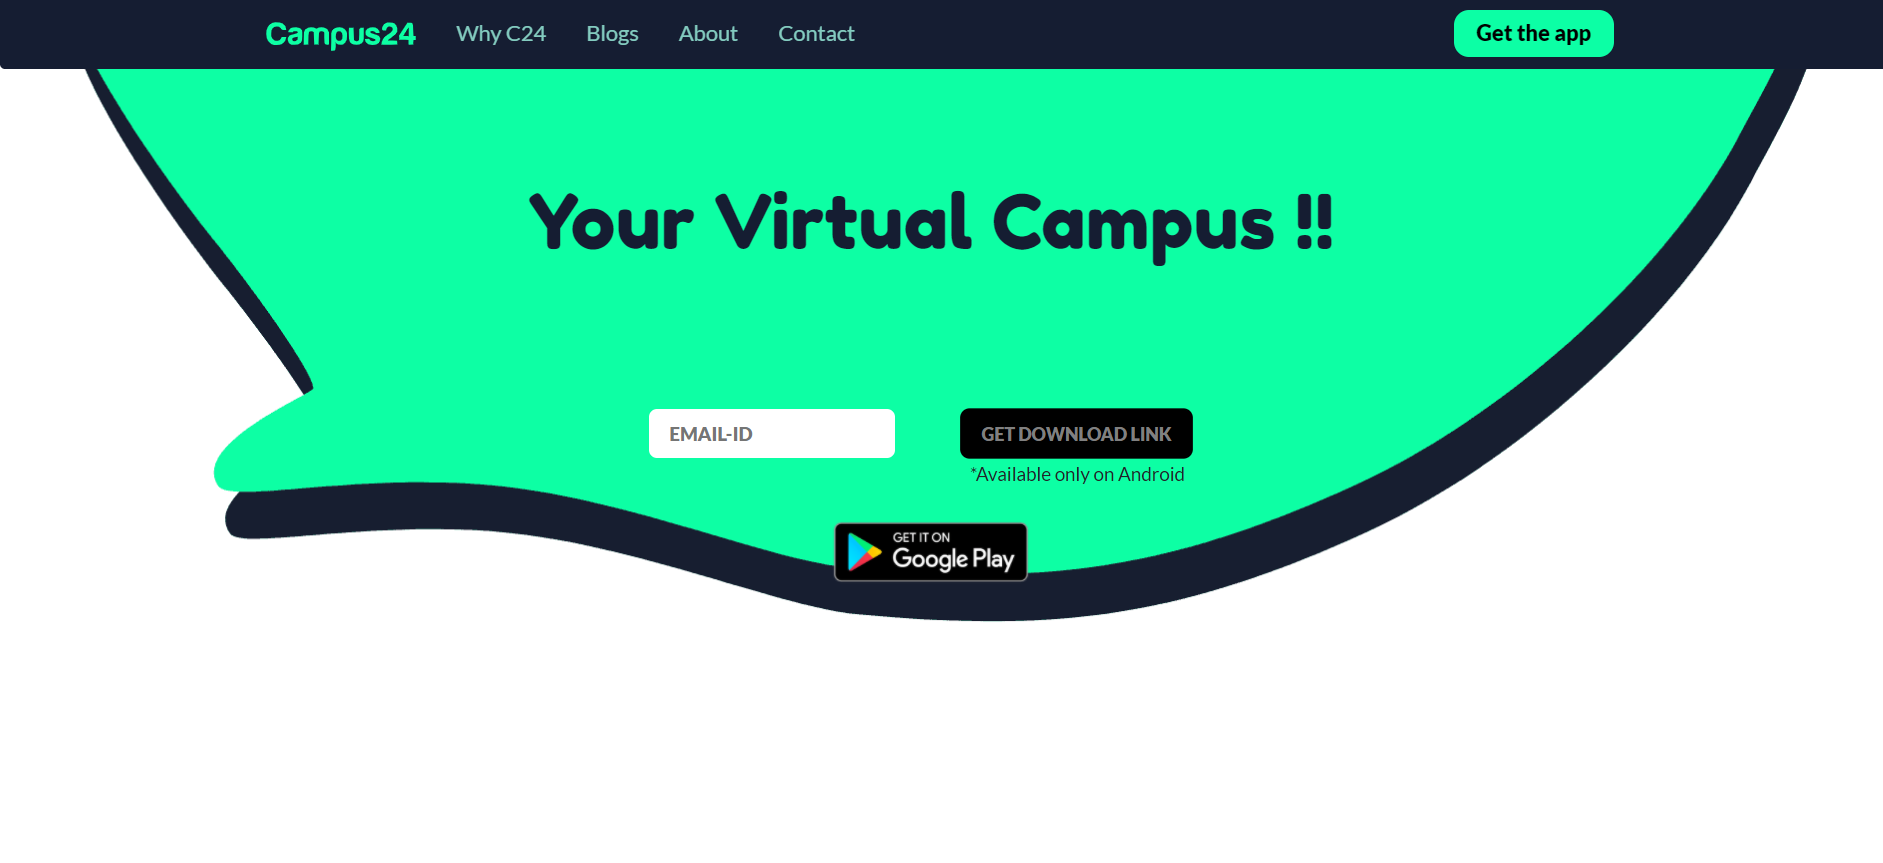 Campus24 Why C24 Blogs About Contact Get the app
Your Virtual Campus !!
EMAIL-ID GET DOWNLOAD LINK
*Available only on Android
GET IT ON
Google Play